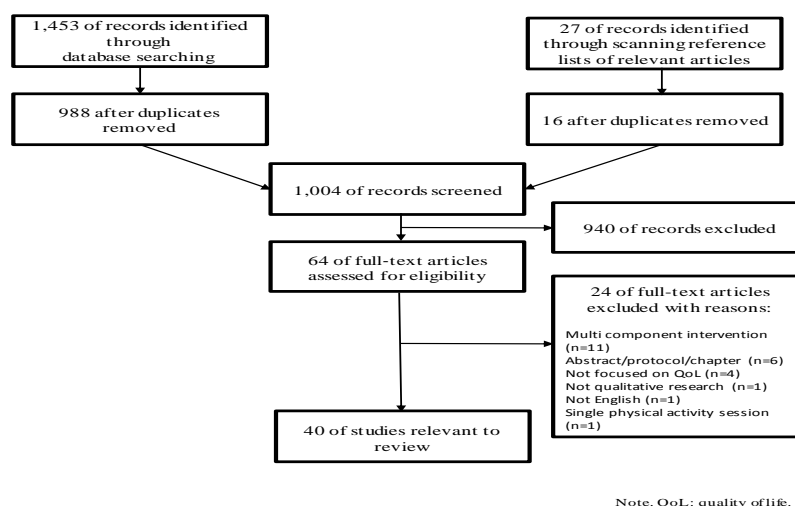 1,453 of records identified
through
database searching
27 of records identified
through scanning reference
lists of relevant articles
988 after duplicates
removed
16 after duplicates removed
1,004 of records screened
940 of records excluded
64 of full-text articles
assessed for eligibility
24 of full-text articles
excluded with reasons:
Multi component intervention
(n=11)
Abstract/protocol/chapter (n=6)
Not focused on QoL (n=4)
Not qualitative research (n=1)
Not English (n=1)
Single physical activity session
(n=1)
40 of studies relevant to
review
Note. QoL: quality of life.